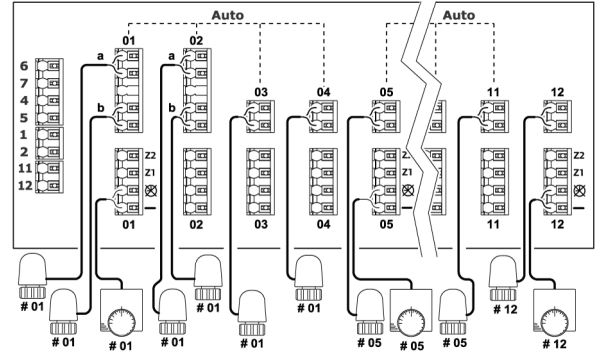 Auto Auto
01 02
a a
6
7
03 04 05 11 12
4 b b
5
1
2 Z2 Z2 Z2
11 Z1 Z1 Z1
12
01 02 03 04 05 11 12
# 01 # 01 # 01 # 12
# 01 # 01 # 01 # 01 # 05 # 05 # 05 # 12